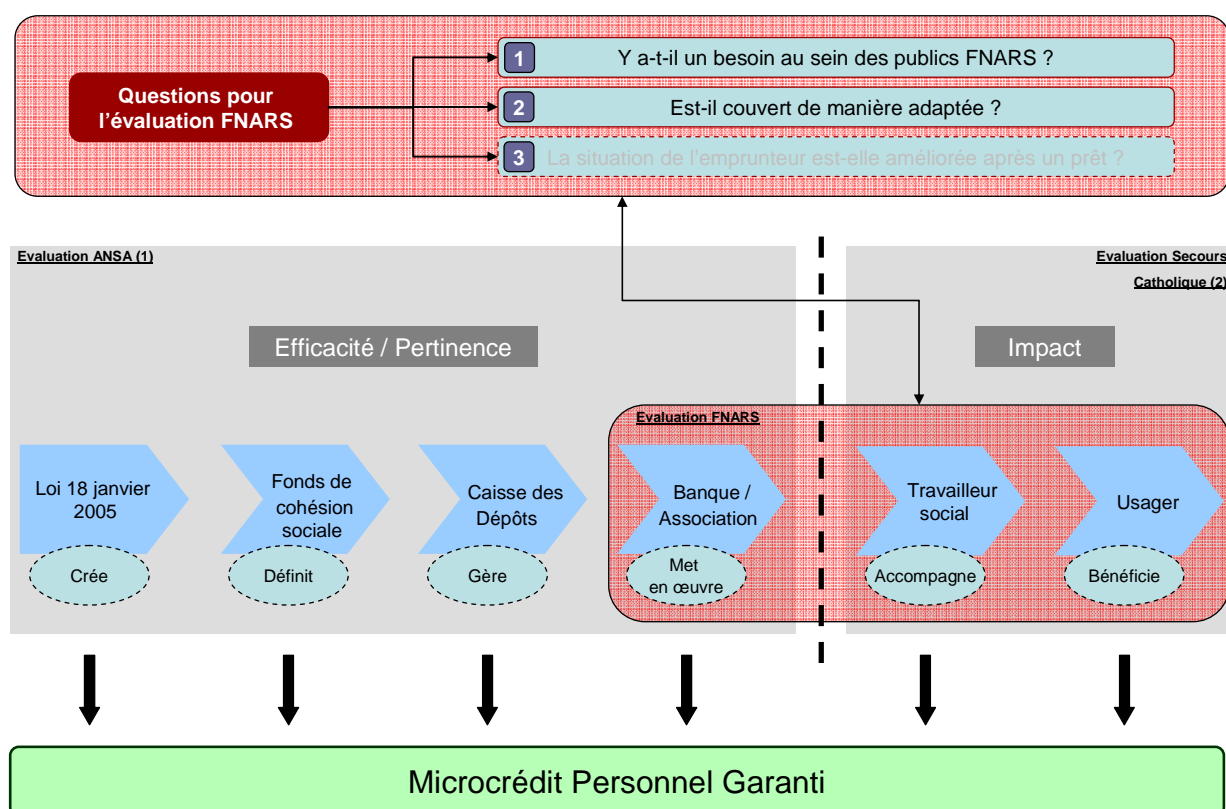 Questions pour
l'évaluation FNARS
1
Y a-t-il un besoin au sein des publics FNARS ?
2
Est-il couvert de manière adaptée ?
3
La situation de l'emprunteur est-elle améliorée après un prêt ?
Evaluation ANSA (1)
Evaluation Secours
Catholique (2)
Efficacité / Pertinence
Impact
Evaluation FNARS
Loi 18 janvier
2005
Fonds de
cohésion
sociale
Caisse des
Dépôts
Banque /
Association
Travailleur
social
Usager
Crée
Définit
Gère
Met
en œuvre
Accompagne
Bénéficie
Microcrédit Personnel Garanti